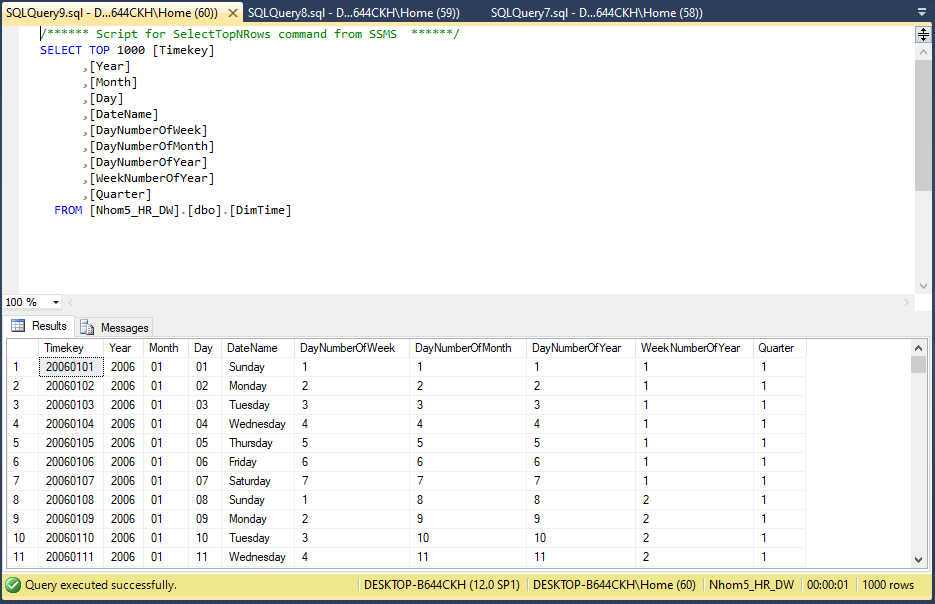 SQLQuery9.sql - D...644CKH\Home (60)) SQLQuery8.sql - D...644CKH\Home (59)) SQLQuery7.sql - D...644CKH\Home (58))
/****** Script for SelectTopNRows command from SSMS  ******/
SELECT TOP 1000 [Timekey]
      ,[Year]
      ,[Month]
      ,[Day]
      ,[DateName]
      ,[DayNumberOfWeek]
      ,[DayNumberOfMonth]
      ,[DayNumberOfYear]
      ,[WeekNumberOfYear]
      ,[Quarter]
  FROM [Nhom5_HR_DW].[dbo].[DimTime]
100 %
Results Messages
Timekey Year Month Day DateName DayNumberOfWeek DayNumberOfMonth DayNumberOfYear WeekNumberOfYear Quarter
1 20060101 2006 01 01 Sunday 1 1 1 1 1
2 20060102 2006 01 02 Monday 2 2 2 1 1
3 20060103 2006 01 03 Tuesday 3 3 3 1 1
4 20060104 2006 01 04 Wednesday 4 4 4 1 1
5 20060105 2006 01 05 Thursday 5 5 5 1 1
6 20060106 2006 01 06 Friday 6 6 6 1 1
7 20060107 2006 01 07 Saturday 7 7 7 1 1
8 20060108 2006 01 08 Sunday 1 8 8 2 1
9 20060109 2006 01 09 Monday 2 9 9 2 1
10 20060110 2006 01 10 Tuesday 3 10 10 2 1
11 20060111 2006 01 11 Wednesday 4 11 11 2 1
Query executed successfully. DESKTOP-B644CKH (12.0 SP1) DESKTOP-B644CKH\Home (60) Nhom5_HR_DW 00:00:01 1000 rows